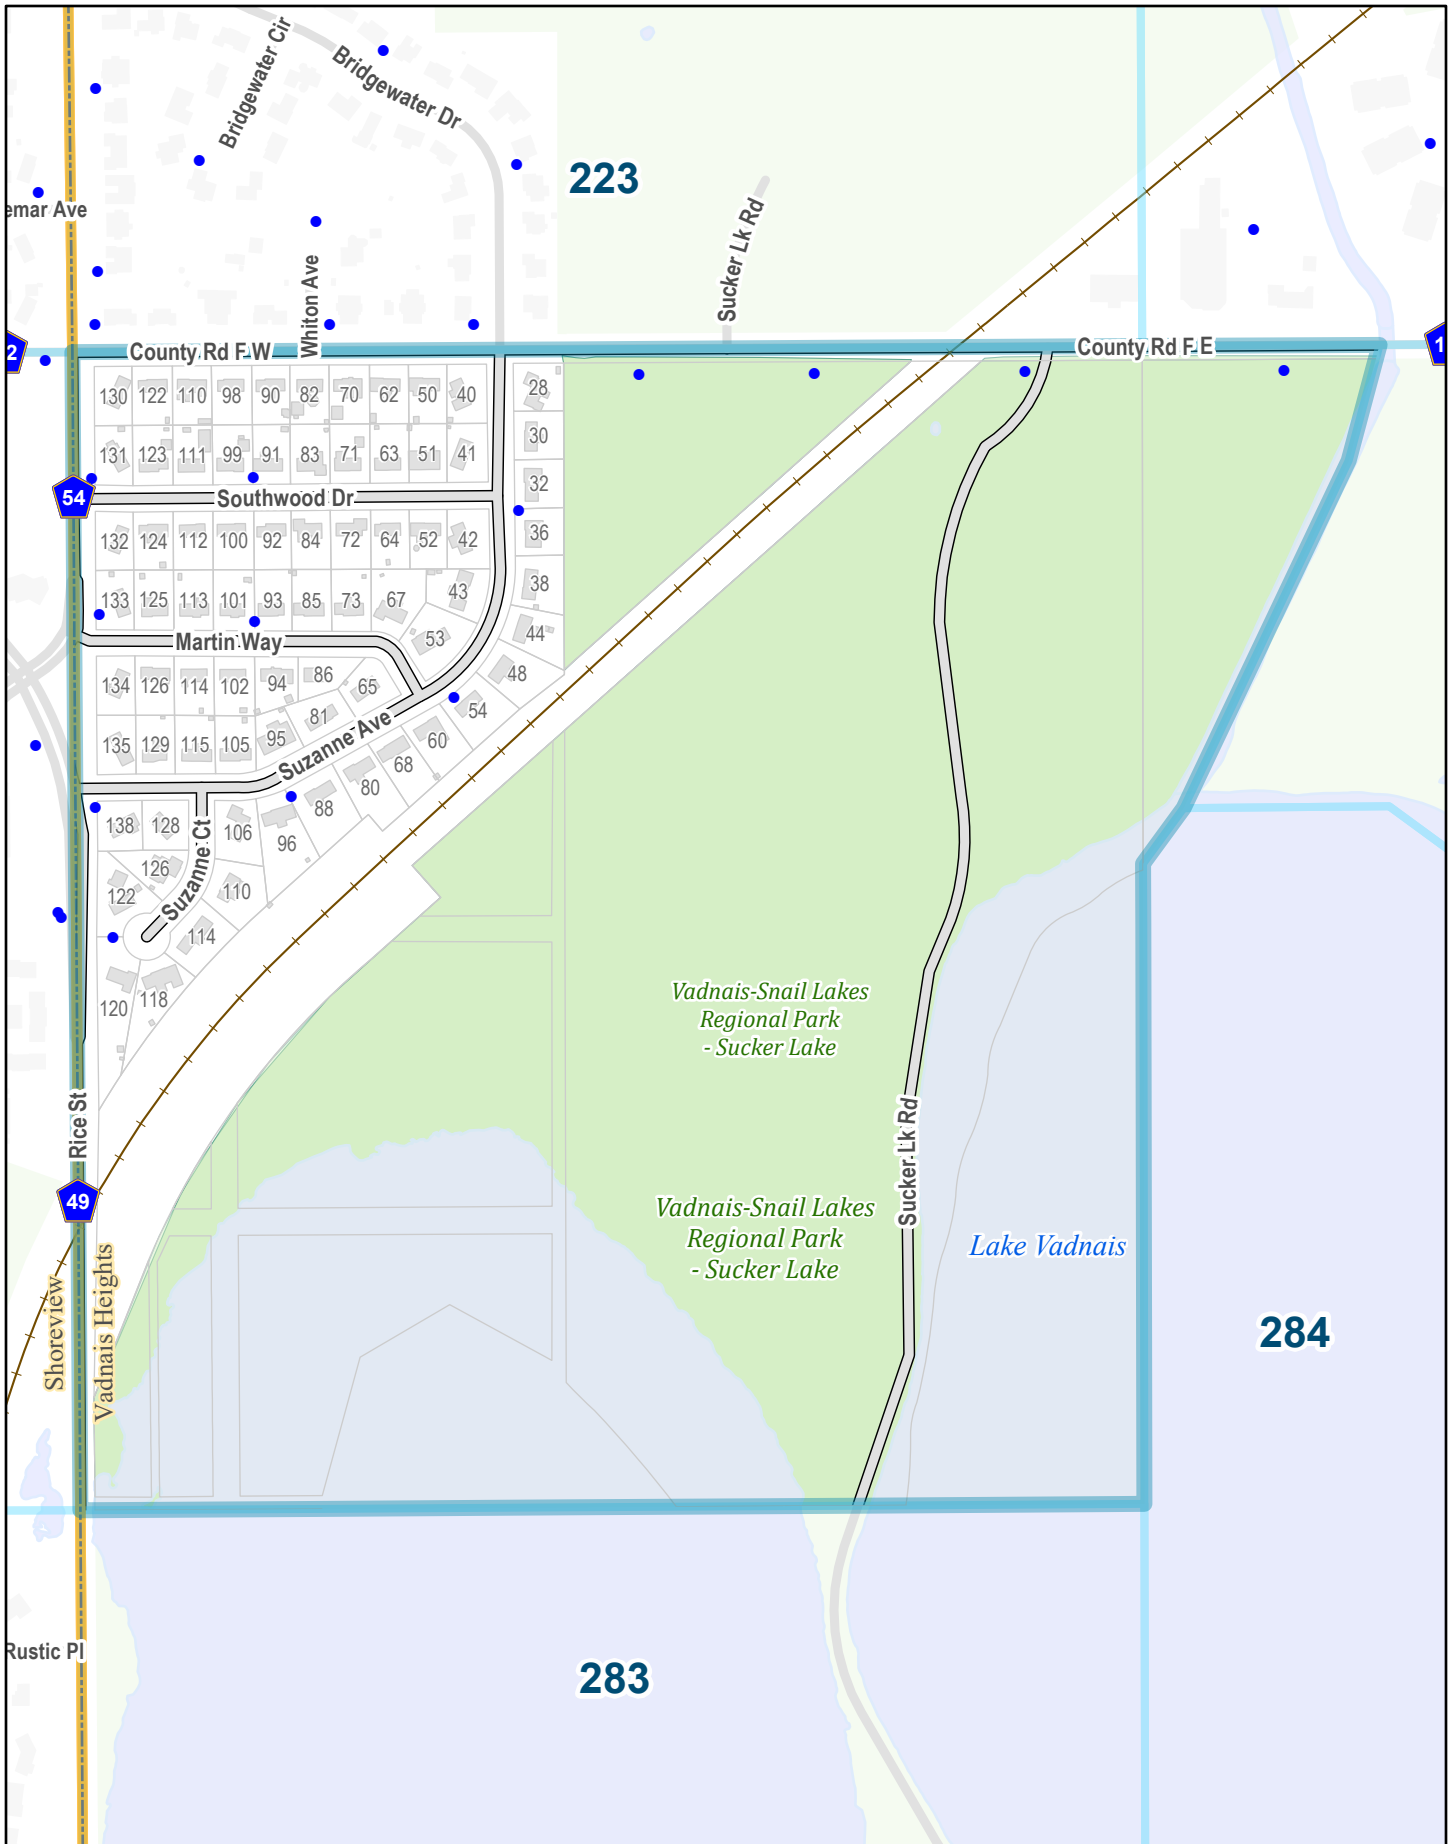 Bridgewater Cir
Bridgewater Dr
223
emar Ave
Sucker Lk Rd
Whiton Ave
2
County Rd F W
County Rd F E
1
130 122 110 98 90 82 70 62 50 40 28
131 123 111 99 91 83 71 63 51 41 30
32
54
Southwood Dr
132 124 112 100 92 84 72 64 52 42 36
133 125 113 101 93 85 73 67 43 38
53 44
Martin Way
134 126 114 102 94 86 65 48
135 129 115 105 95 81 54
Suzanne Ave
60
68
80
88
96
138 128 106
Suzanne Ct
126
122 110
114
120 118
Vadnais-Snail Lakes
Regional Park
- Sucker Lake
Rice St
Sucker Lk Rd
49
Vadnais-Snail Lakes
Regional Park
- Sucker Lake
Lake Vadnais
Shoreview
Vadnais Heights
284
Rustic Pl
283